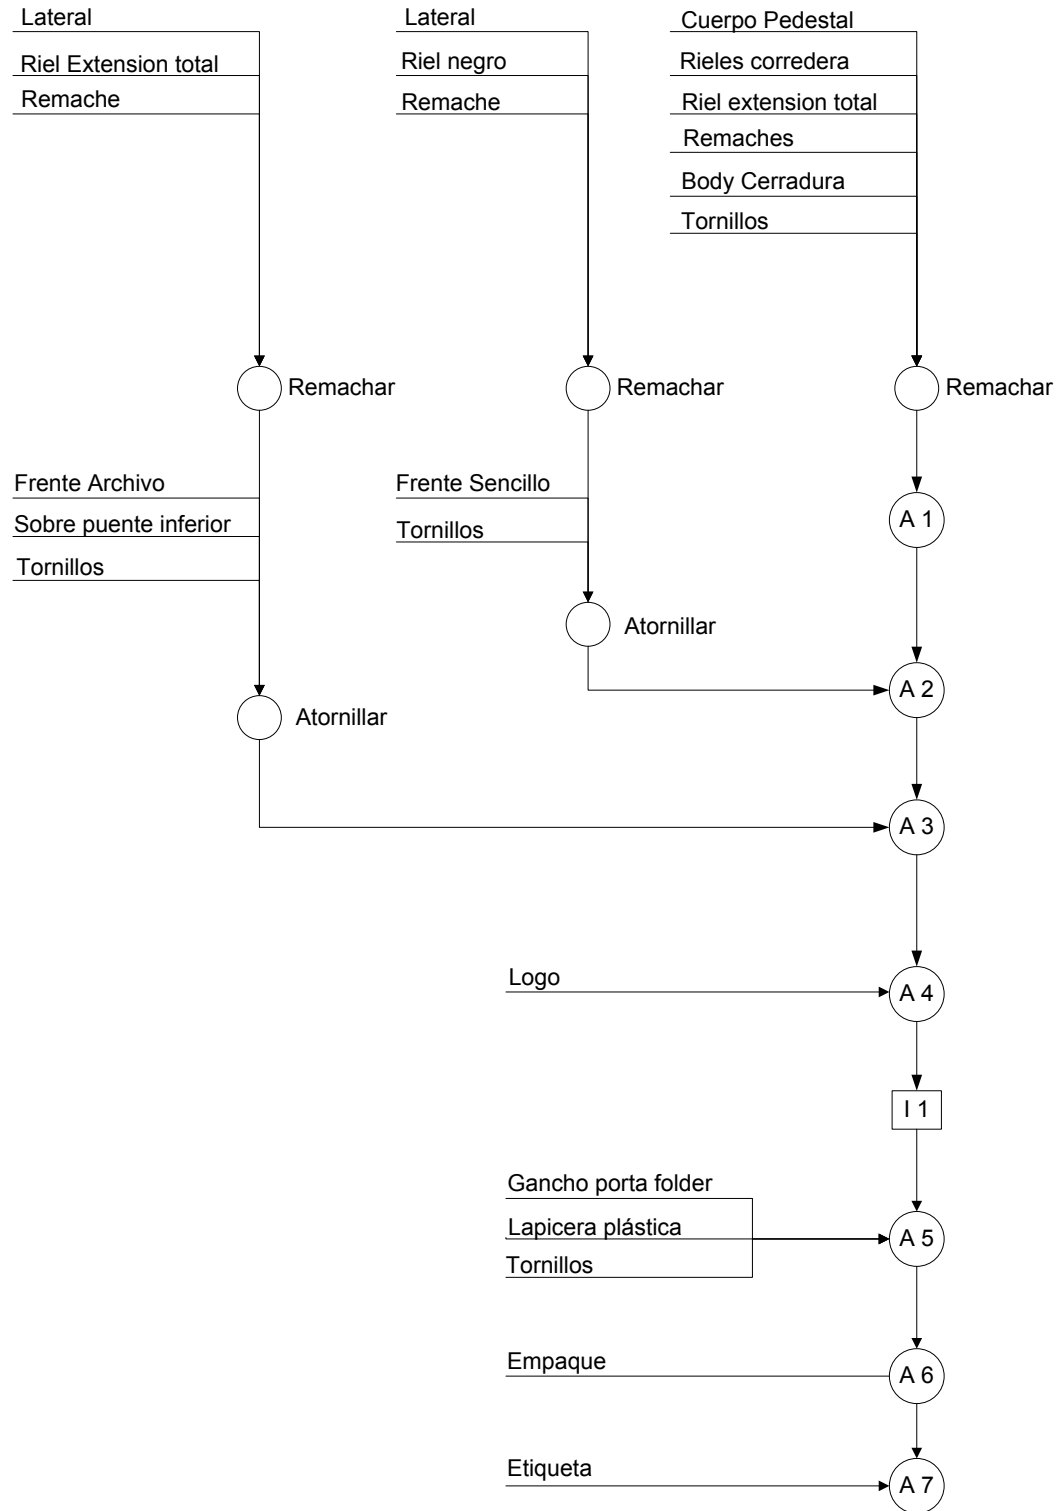 Lateral
Riel Extension total
Remache
Lateral
Riel negro
Remache
Cuerpo Pedestal
Rieles corredera
Riel extension total
Remaches
Body Cerradura
Tornillos
Remachar
Remachar
Remachar
Frente Archivo
Sobre puente inferior
Tornillos
Frente Sencillo
Tornillos
A 1
Atornillar
A 2
Atornillar
A 3
Logo
A 4
I 1
Gancho porta folder
Lapicera plástica
Tornillos
A 5
Empaque
A 6
Etiqueta
A 7